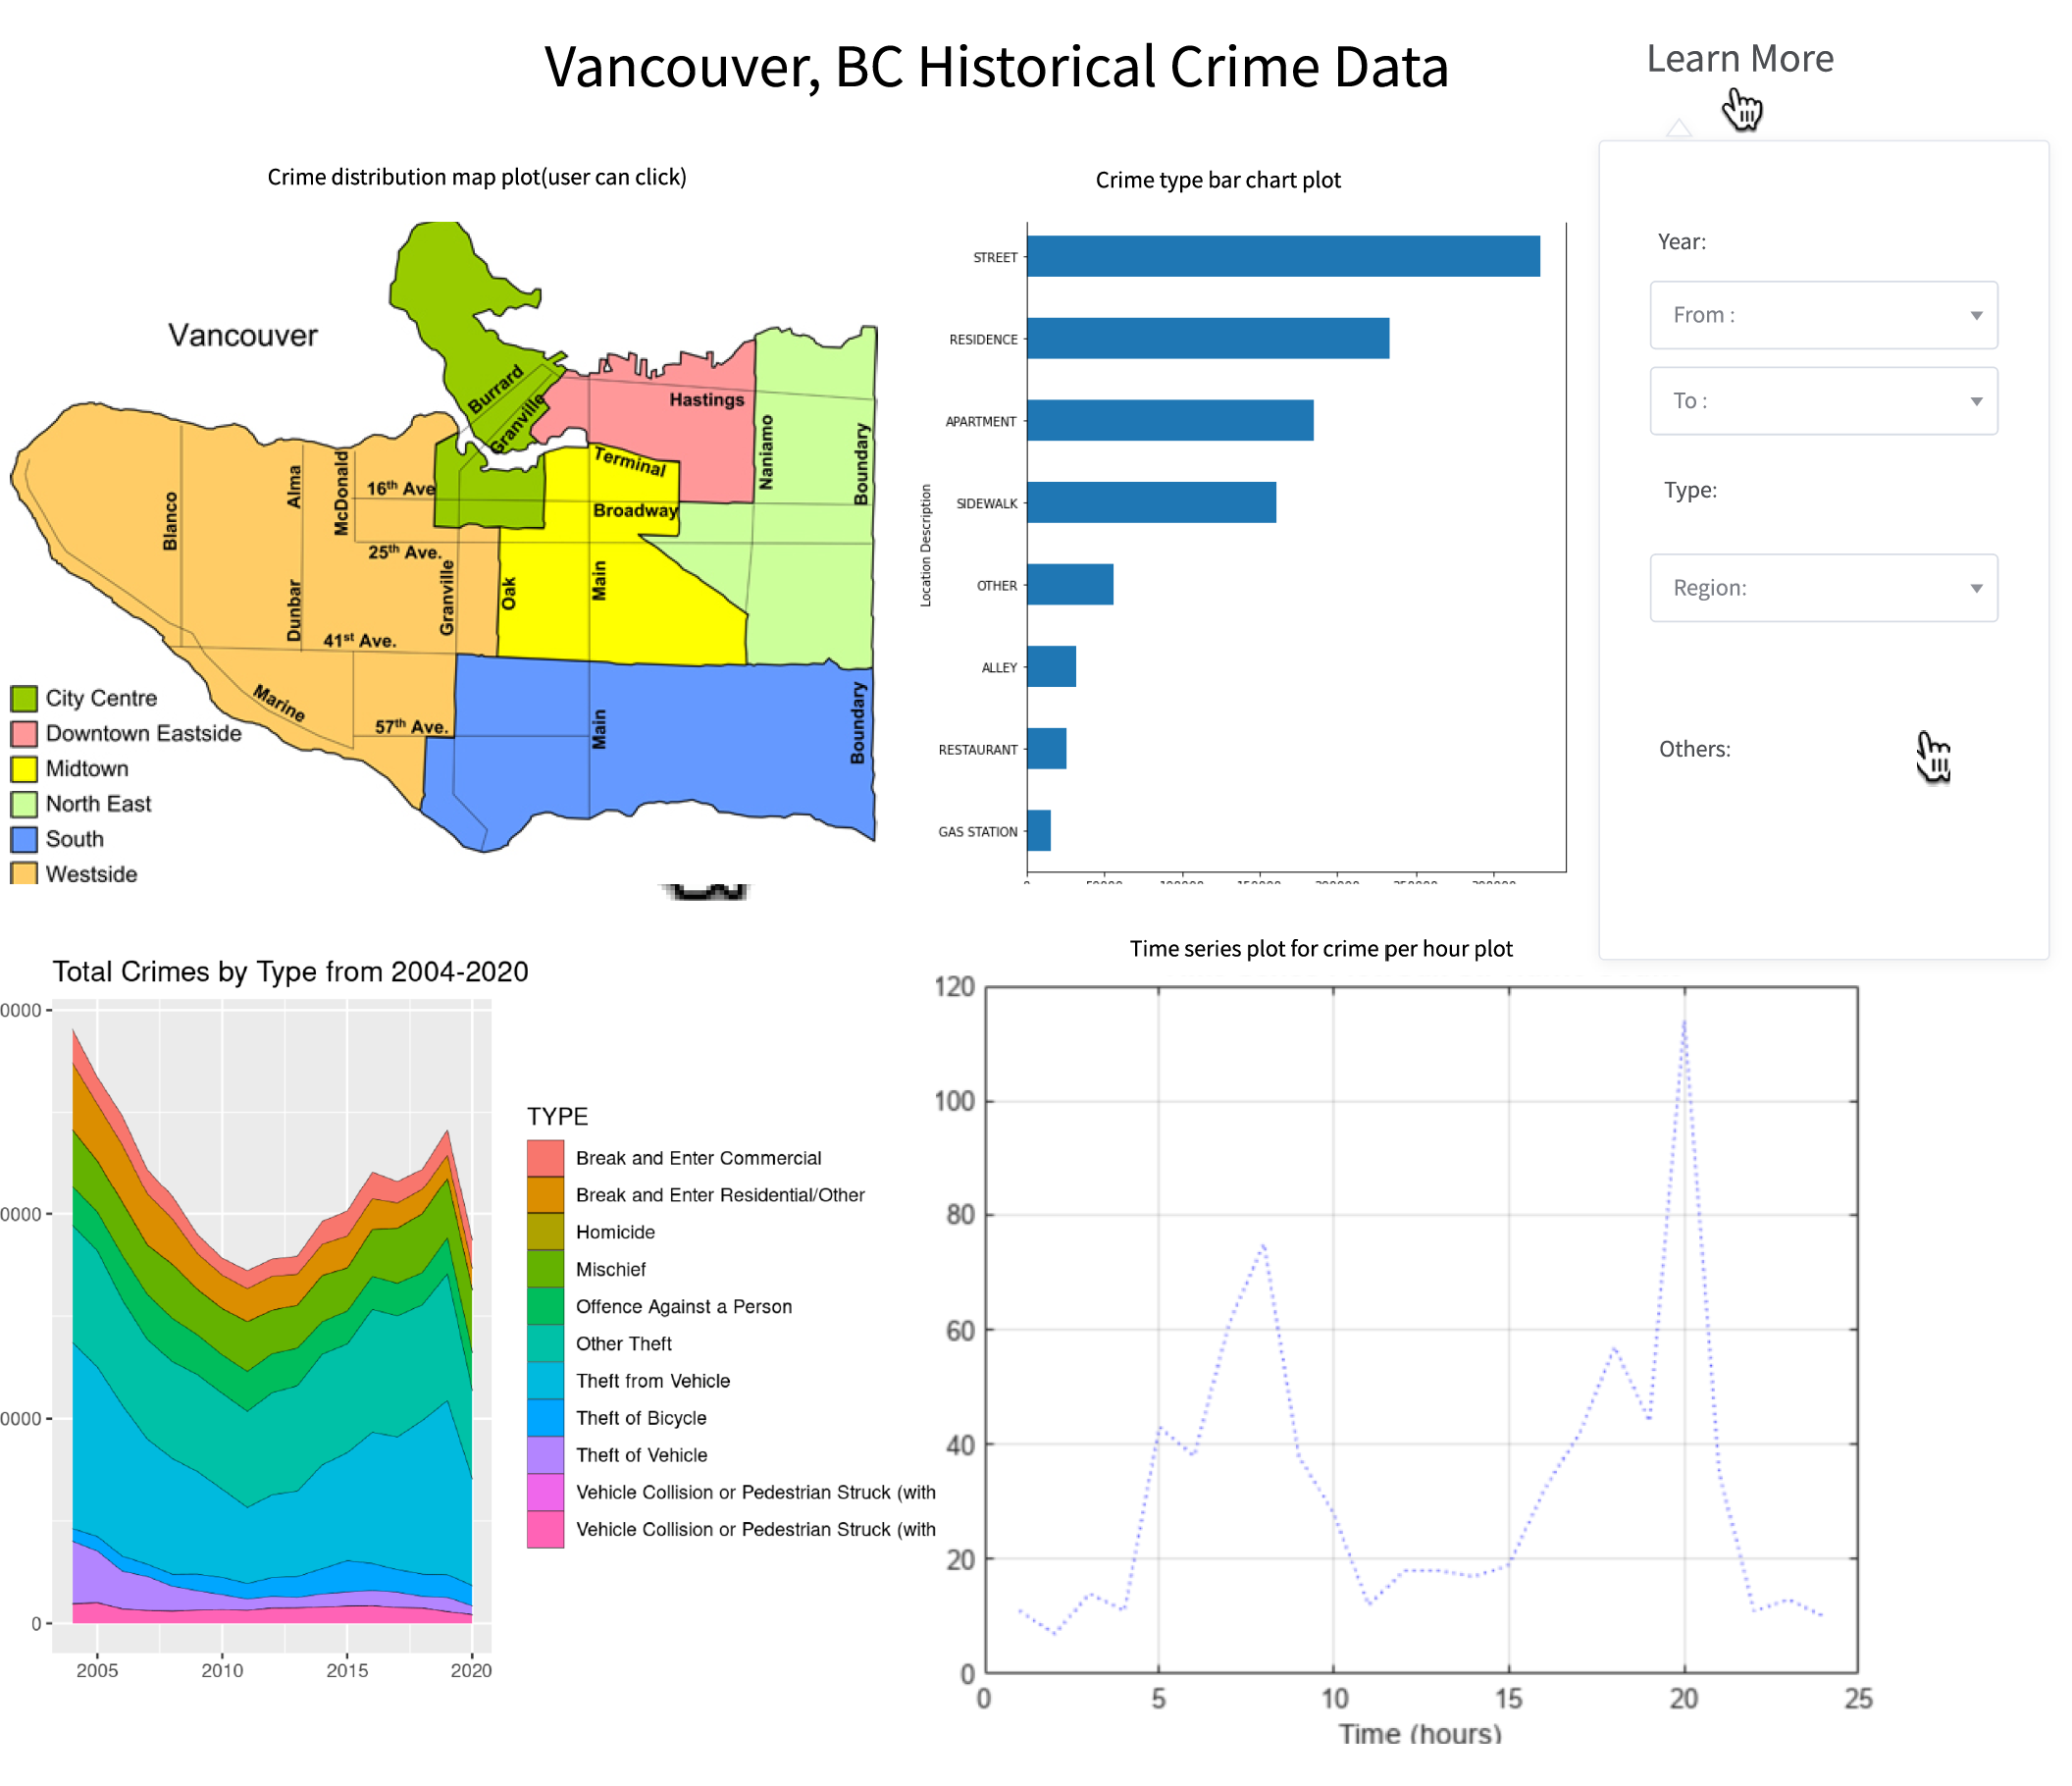 Vancouver, BC Historical Crime Data
Learn More
Crime distribution map plot(user can click)
Vancouver
Burrard
Granville
Hastings
Naniamo
Boundary
Terminal
Broadway
Blanco
Alma
McDonald
16th Ave
25th Ave.
Dunbar
Granville
Oak
Main
41st Ave.
Marine
57th Ave.
Main
Boundary
City Centre
Downtown Eastside
Midtown
North East
South
Westside
Crime type bar chart plot
Location Description
STREET
RESIDENCE
APARTMENT
SIDEWALK
OTHER
ALLEY
RESTAURANT
GAS STATION
Year:
From :
To :
Type:
Region:
Others:
Total Crimes by Type from 2004-2020
0000
0000
0000
0
2005 2010 2015 2020
TYPE
Break and Enter Commercial
Break and Enter Residential/Other
Homicide
Mischief
Offence Against a Person
Other Theft
Theft from Vehicle
Theft of Bicycle
Theft of Vehicle
Vehicle Collision or Pedestrian Struck (with
Vehicle Collision or Pedestrian Struck (with
Time series plot for crime per hour plot
120
100
80
60
40
20
0
0 5 10 15 20 25
Time (hours)